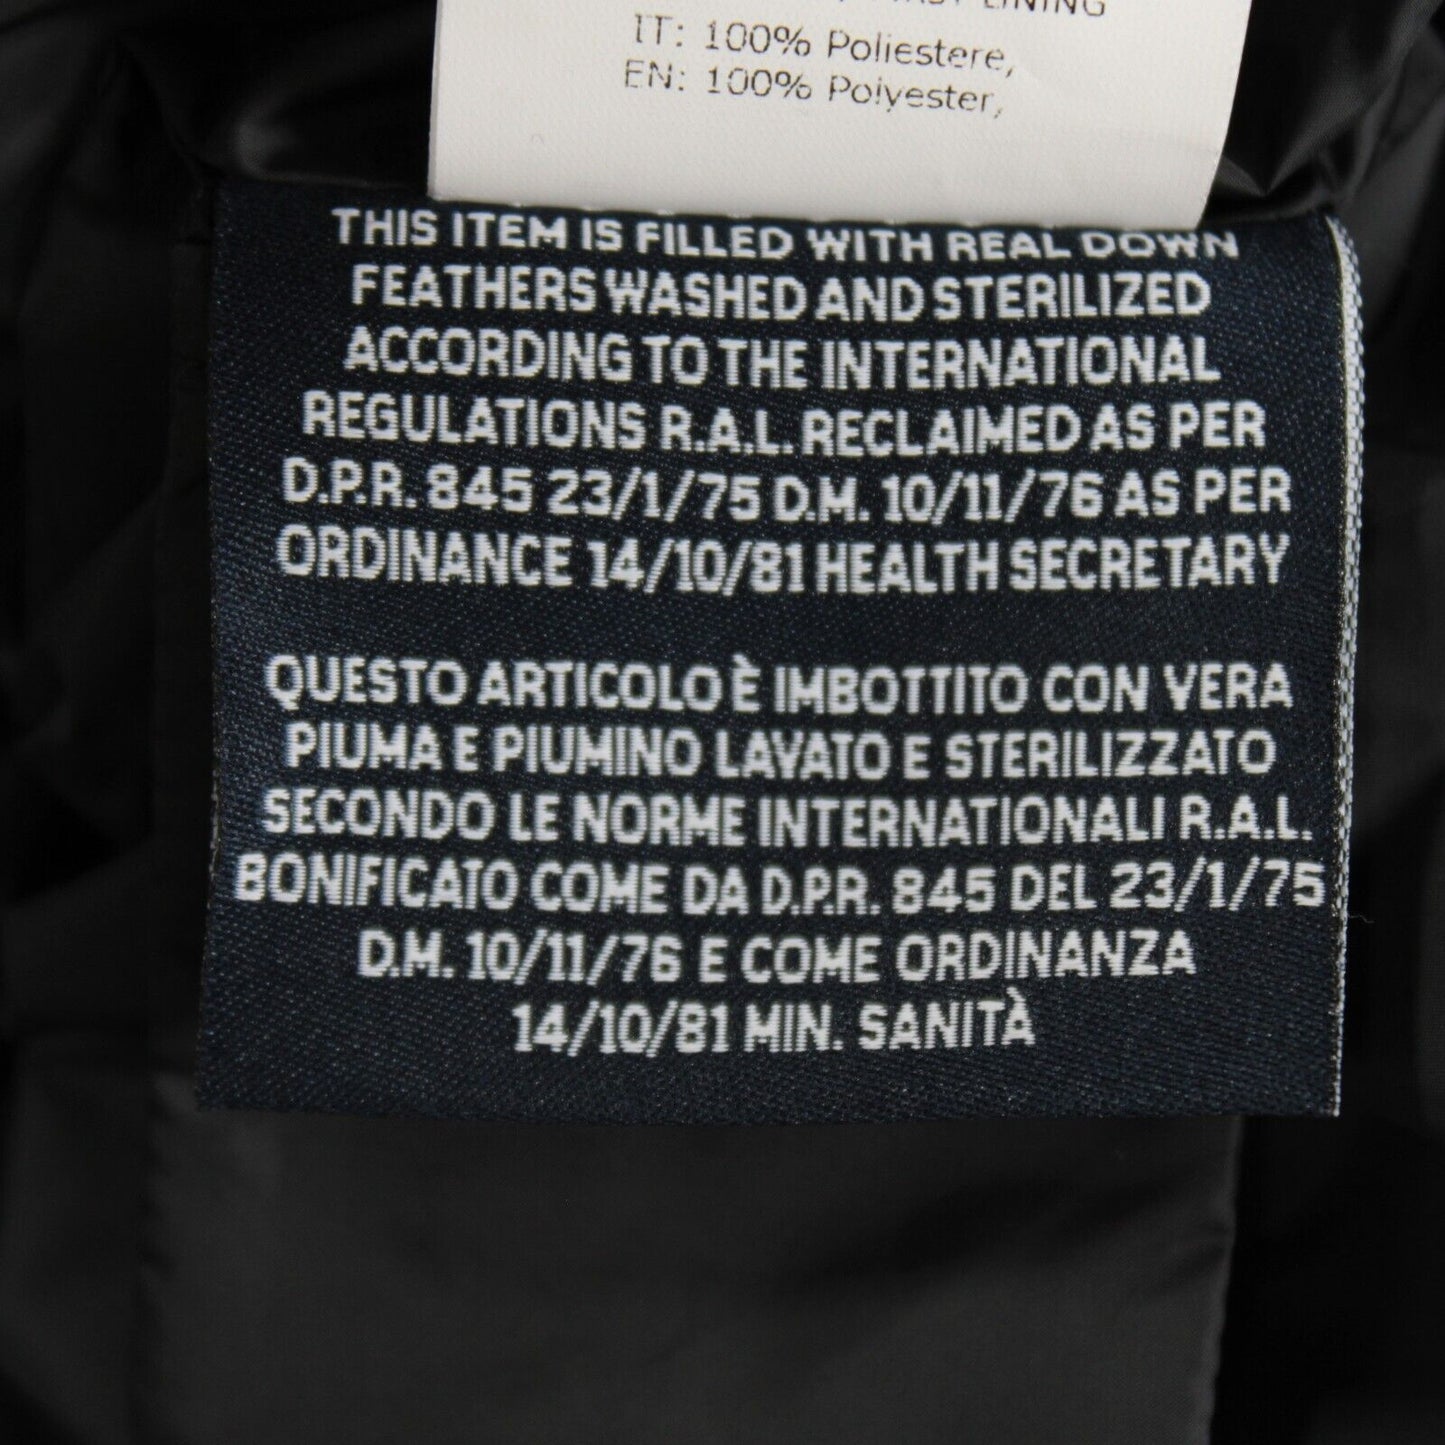 LINING
IT: 100% Poliestere,
EN: 100% Polyester,
THIS ITEM IS FILLED WITH REAL DOWN
FEATHERS WASHED AND STERILIZED
ACCORDING TO THE INTERNATIONAL
REGULATIONS R.A.L. RECLAIMED AS PER
D.P.R. 845 23/1/75 D.M. 10/11/76 AS PER
ORDINANCE 14/10/81 HEALTH SECRETARY
QUESTO ARTICOLO È IMBOTTITO CON VERA
PIUMA E PIUMINO LAVATO E STERILIZZATO
SECONDO LE NORME INTERNATIONALI R.A.L.
BONIFICATO COME DA D.P.R. 845 DEL 23/1/75
D.M. 10/11/76 E COME ORDINANZA
14/10/81 MIN. SANITÀ